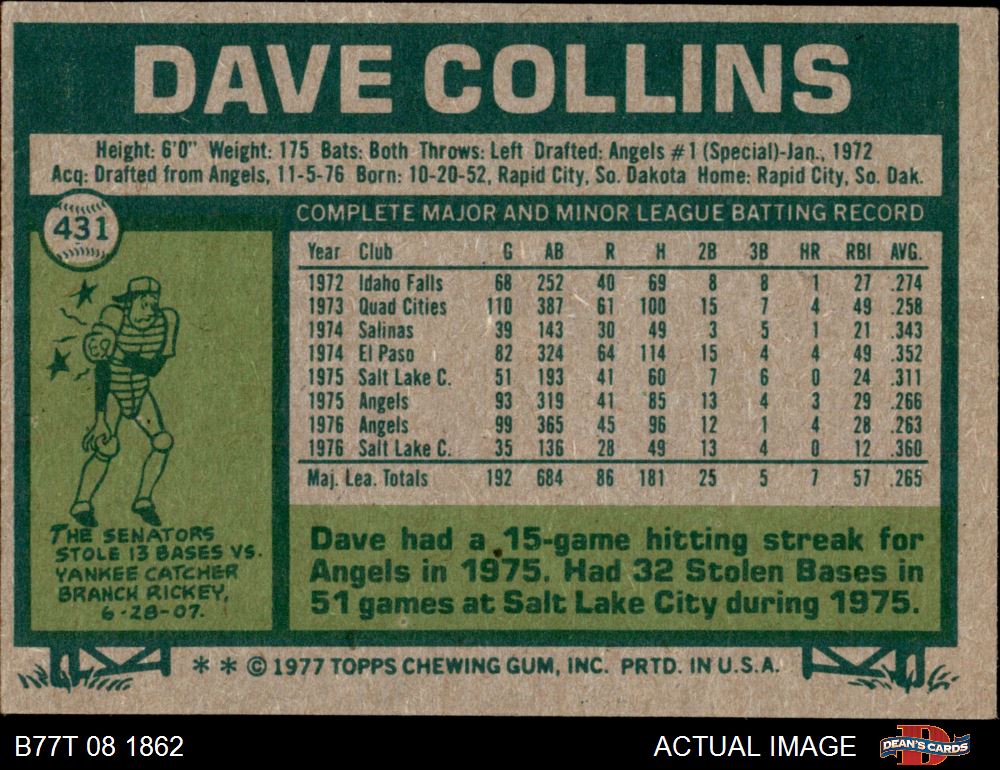 DAVE COLLINS
Height: 6'0" Weight: 175 Bats: Both Throws: Left Drafted: Angels #1 (Special)-Jan., 1972
Acq: Drafted from Angels, 11-5-76 Born: 10-20-52, Rapid City, So. Dakota Home: Rapid City, So. Dak.
431
COMPLETE MAJOR AND MINOR LEAGUE BATTING RECORD
Year Club G AB R H 2B 3B HR RBI AVG.
1972 Idaho Falls 68 252 40 69 8 8 1 27 .274
1973 Quad Cities 110 387 61 100 15 7 4 49 .258
1974 Salinas 39 143 30 49 3 5 1 21 .343
1974 El Paso 82 324 64 114 15 4 4 49 .352
1975 Salt Lake C. 51 193 41 60 7 6 0 24 .311
1975 Angels 93 319 41 85 13 4 3 29 .266
1976 Angels 99 365 45 96 12 1 4 28 .263
1976 Salt Lake C. 35 136 28 49 13 4 0 12 .360
Maj. Lea. Totals 192 684 86 181 25 5 7 57 .265
THE SENATORS
STOLE 13 BASES VS.
YANKEE CATCHER
BRANCH RICKEY,
6-28-07.
Dave had a 15-game hitting streak for
Angels in 1975. Had 32 Stolen Bases in
51 games at Salt Lake City during 1975.
* * © 1977 TOPPS CHEWING GUM, INC. PRTD. IN U.S.A.
B77T 08 1862
ACTUAL IMAGE
DEAN'S CARDS